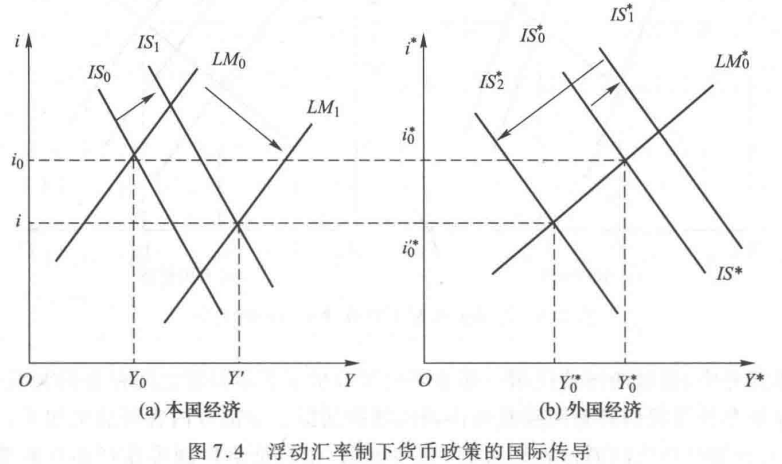 i
IS₁
IS₀
LM₀
LM₁
i₀
i
O
Y₀
Y′
Y
(a) 本国经济
i*
IS₀*
IS₁*
IS₂*
LM₀*
i₀*
i₀′*
IS*
O
Y₀′*
Y₀*
Y*
(b) 外国经济
图 7.4 浮动汇率制下货币政策的国际传导